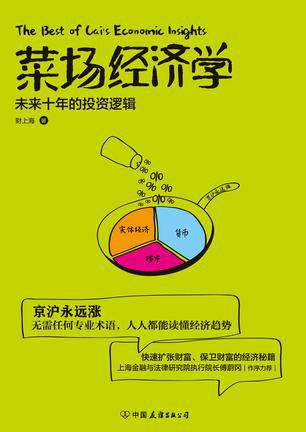 The Best of Cai's Economic Insights
菜场经济学
未来十年的投资逻辑
财上海 著
京沪永远涨
实体经济
货币
楼市
京沪永远涨
无需任何专业术语，人人都能读懂经济趋势
快速扩张财富、保卫财富的经济秘籍
上海金融与法律研究院执行院长傅蔚冈 | 作序力荐 |
中国友谊出版公司